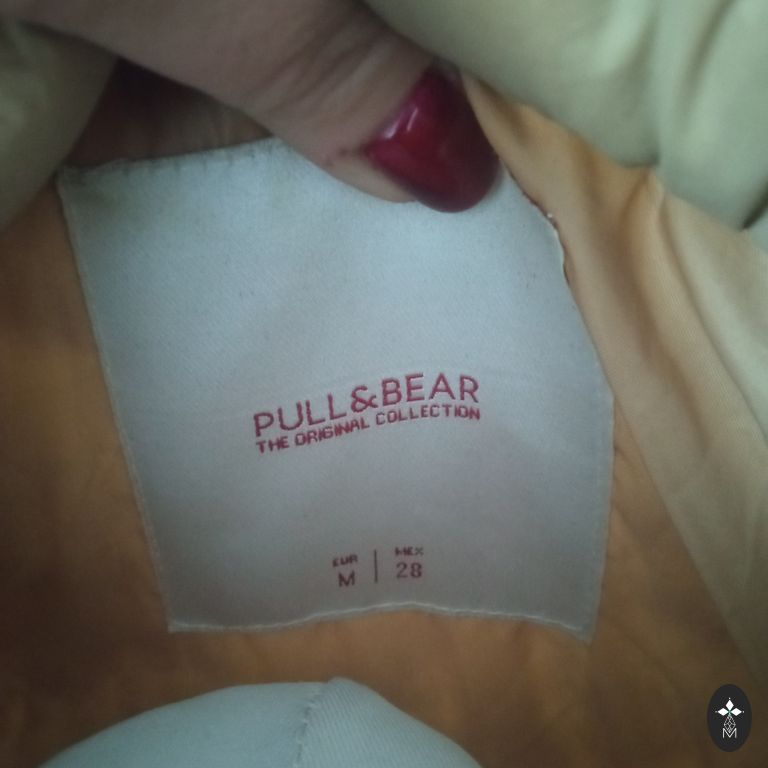 PULL&BEAR
THE ORIGINAL COLLECTION
EUR | MEX
M | 28
M